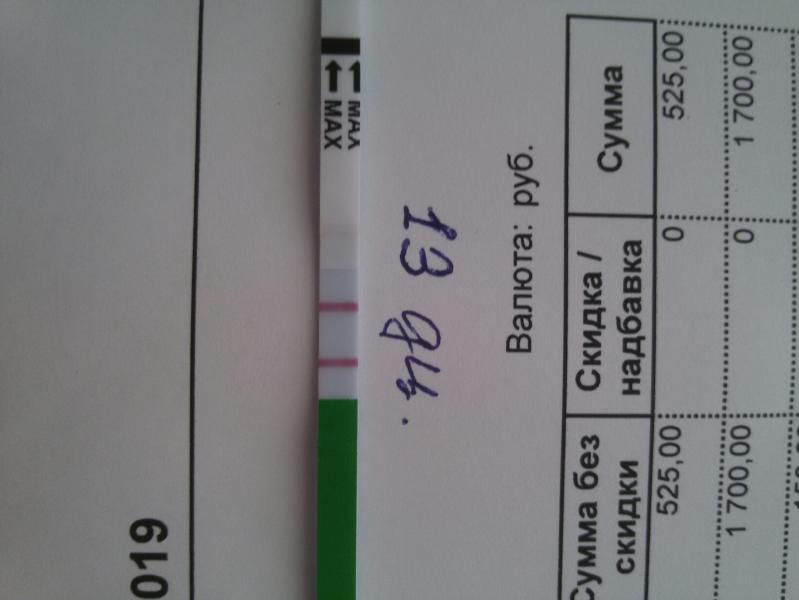 MAX
MAX
13 дц.
Валюта: руб.
Сумма без скидки
Скидка / надбавка
Сумма
525,00
0
525,00
1 700,00
0
1 700,00
019